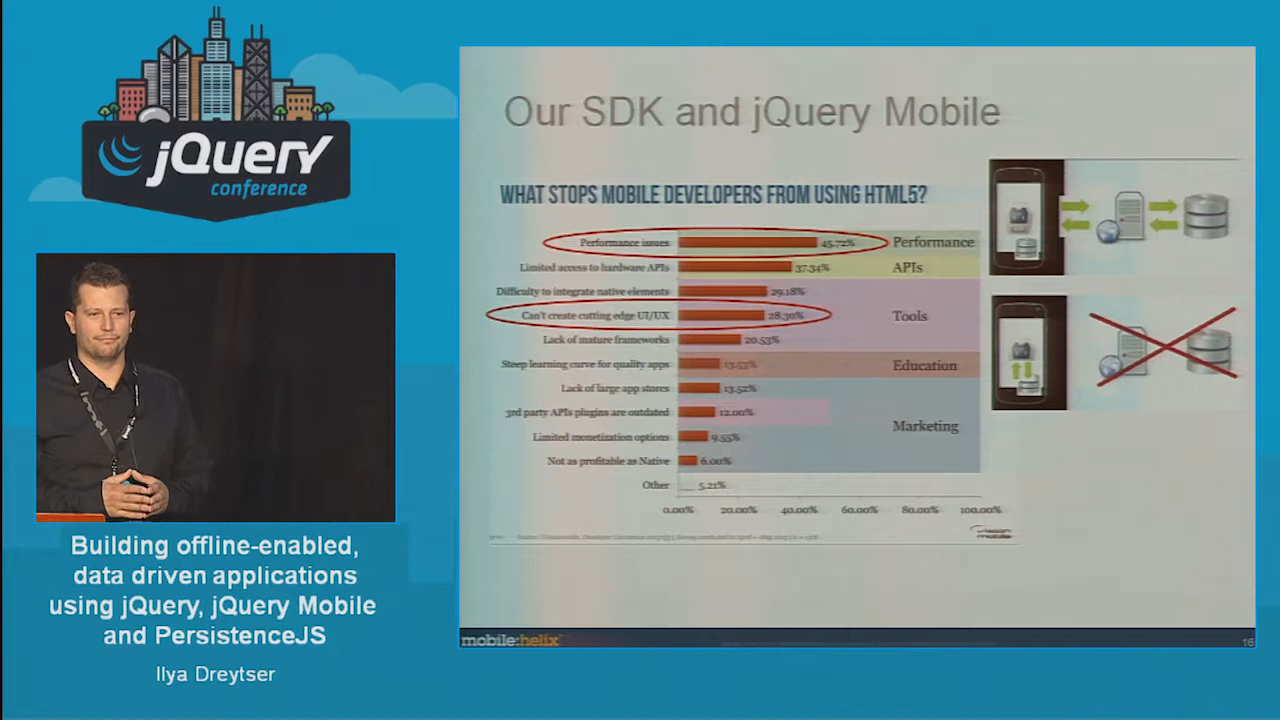 jQuery
conference
Building offline-enabled,
data driven applications
using jQuery, jQuery Mobile
and PersistenceJS
Ilya Dreytser
Our SDK and jQuery Mobile
WHAT STOPS MOBILE DEVELOPERS FROM USING HTML5?
Performance issues 45.72% Performance
Limited access to hardware APIs 37.34% APIs
Difficulty to integrate native elements 29.18%
Can't create cutting edge UI/UX 28.30% Tools
Lack of mature frameworks 20.53%
Steep learning curve for quality apps 13.53% Education
Lack of large app stores 13.52%
3rd party APIs plugins are outdated 12.00%
Marketing
Limited monetization options 9.55%
Not as profitable as Native 6.00%
Other 5.21%
0.00% 20.00% 40.00% 60.00% 80.00% 100.00%
mobile:helix
16